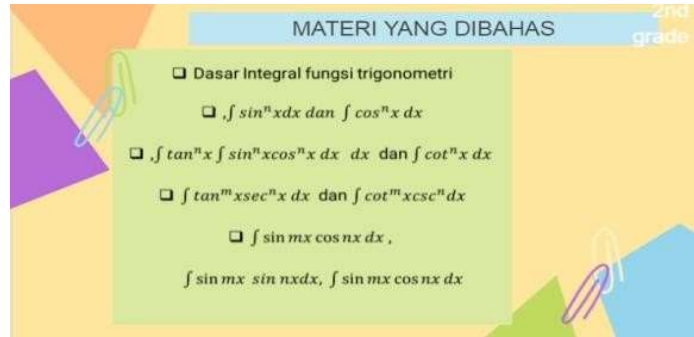 MATERI YANG DIBAHAS
2nd
grade
❑ Dasar Integral fungsi trigonometri
❑ ,∫ sinⁿxdx dan ∫ cosⁿx dx
❑ ,∫ tanⁿx ∫ sinⁿxcosⁿx dx dx dan ∫ cotⁿx dx
❑ ∫ tanᵐxsecⁿx dx dan ∫ cotᵐxcscⁿdx
❑ ∫ sin mx cos nx dx ,
∫ sin mx sin nxdx, ∫ sin mx cos nx dx